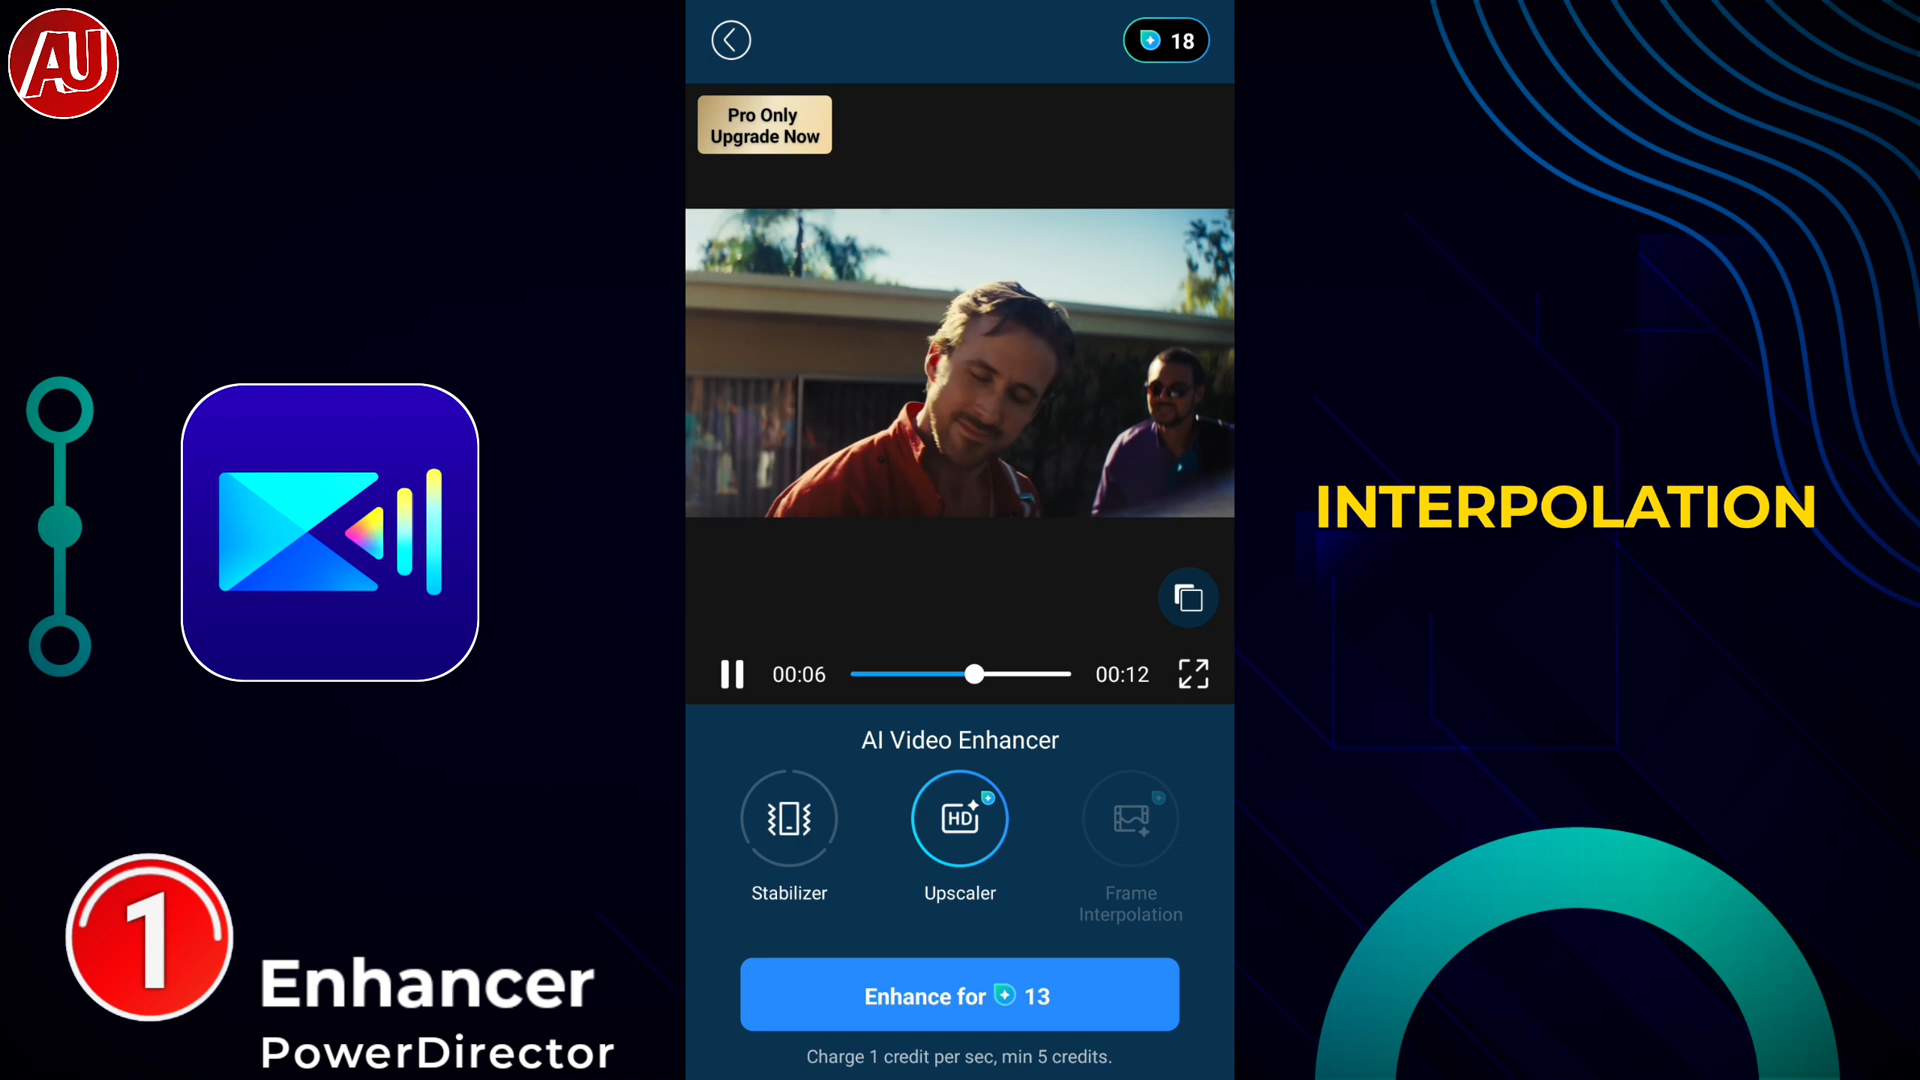 AU
18
Pro Only
Upgrade Now
INTERPOLATION
00:06
00:12
AI Video Enhancer
HD
Stabilizer
Upscaler
Frame
Interpolation
1
Enhancer
PowerDirector
Enhance for 13
Charge 1 credit per sec, min 5 credits.